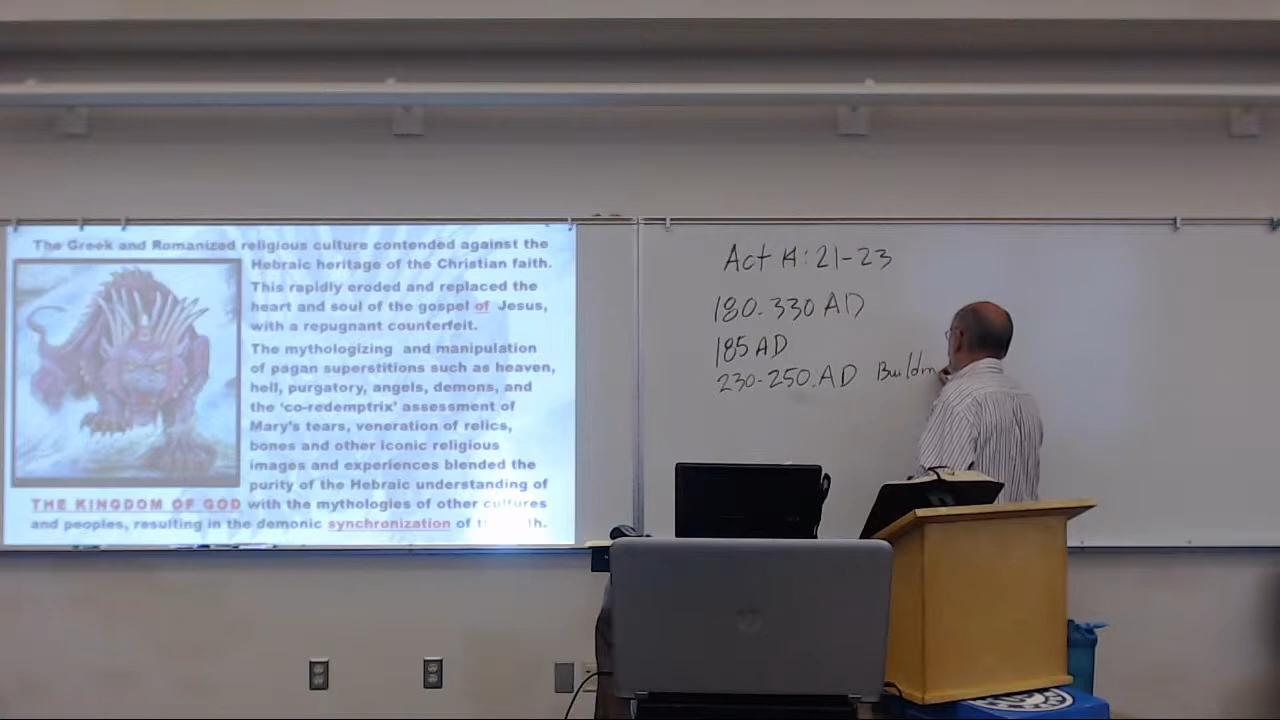 The Greek and Romanized religious culture contended against the
Hebraic heritage of the Christian faith.
This rapidly eroded and replaced the
heart and soul of the gospel of Jesus,
with a repugnant counterfeit.
The mythologizing and manipulation
of pagan superstitions such as heaven,
hell, purgatory, angels, demons, and
the 'co-redemptrix' assessment of
Mary's tears, veneration of relics,
bones and other iconic religious
images and experiences blended the
purity of the Hebraic understanding of
THE KINGDOM OF GOD with the mythologies of other cultures
and peoples, resulting in the demonic synchronization of
Act 14:21-23
180-330 AD
185 AD
230-250 AD Buildin